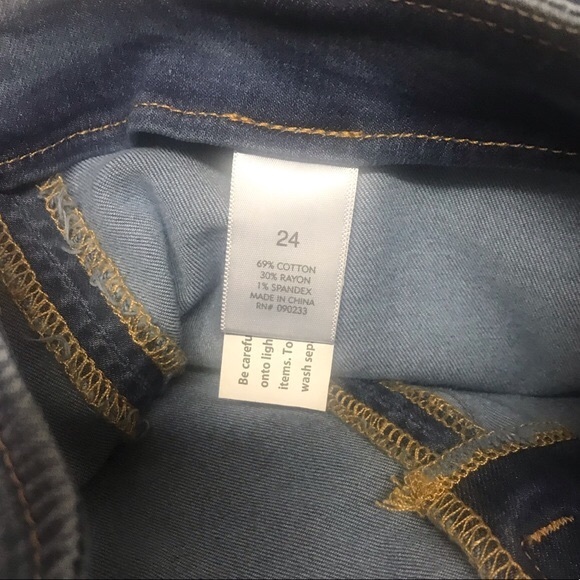 24
69% COTTON
30% RAYON
1% SPANDEX
MADE IN CHINA
RN# 090233
Be careful
onto ligh
items. To
wash sep